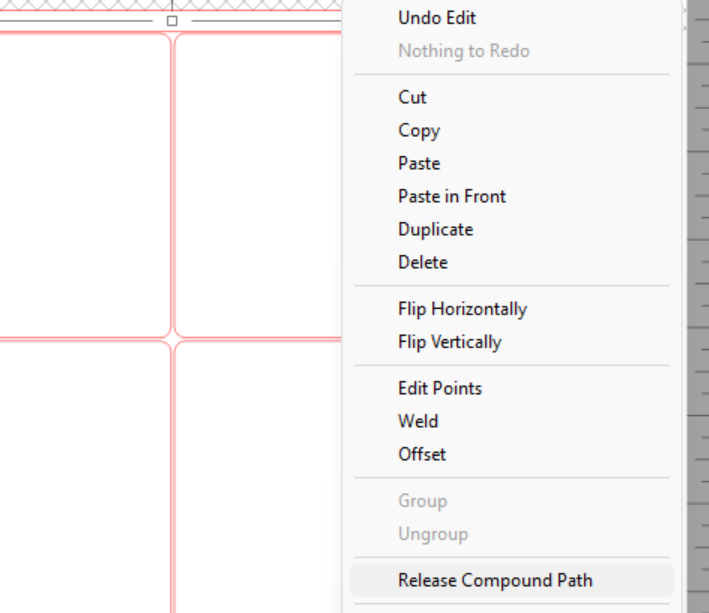 Undo Edit
Nothing to Redo
Cut
Copy
Paste
Paste in Front
Duplicate
Delete
Flip Horizontally
Flip Vertically
Edit Points
Weld
Offset
Group
Ungroup
Release Compound Path